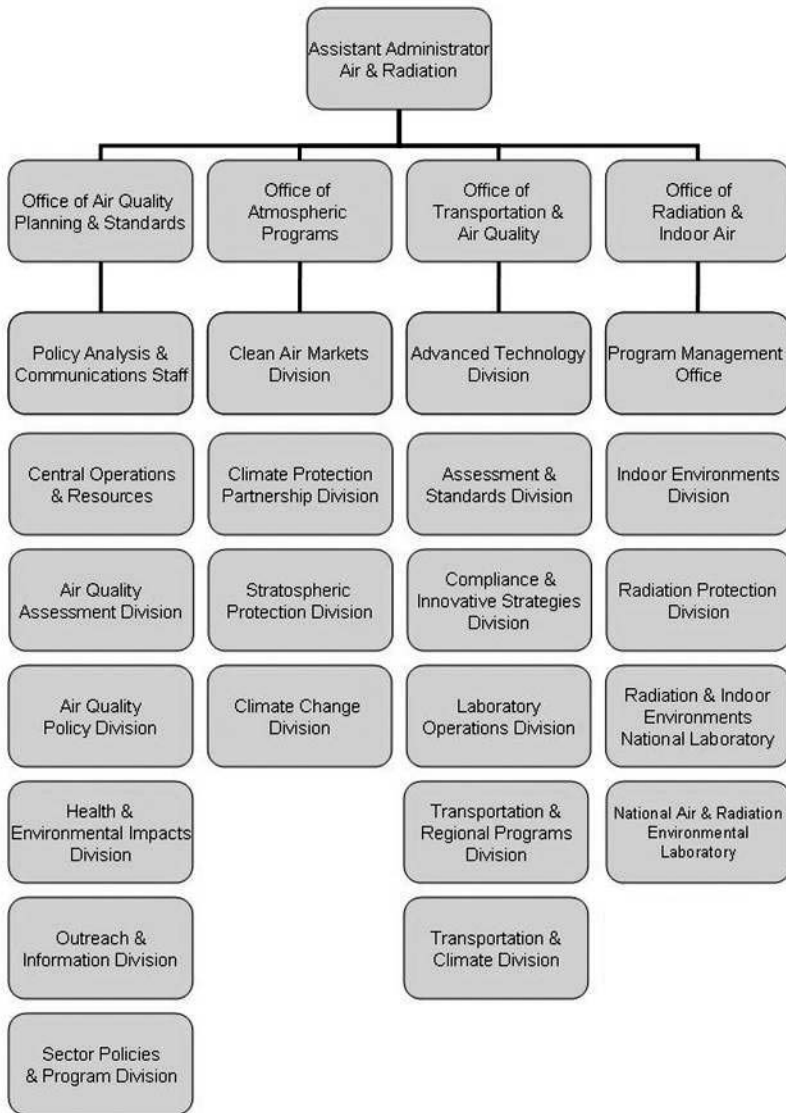 Assistant Administrator
Air & Radiation
Office of Air Quality
Planning & Standards
Office of
Atmospheric
Programs
Office of
Transportation &
Air Quality
Office of
Radiation &
Indoor Air
Policy Analysis &
Communications Staff
Clean Air Markets
Division
Advanced Technology
Division
Program Management
Office
Central Operations
& Resources
Climate Protection
Partnership Division
Assessment &
Standards Division
Indoor Environments
Division
Air Quality
Assessment Division
Stratospheric
Protection Division
Compliance &
Innovative Strategies
Division
Radiation Protection
Division
Air Quality
Policy Division
Climate Change
Division
Laboratory
Operations Division
Radiation & Indoor
Environments
National Laboratory
Health &
Environmental Impacts
Division
Transportation &
Regional Programs
Division
National Air & Radiation
Environmental
Laboratory
Outreach &
Information Division
Transportation &
Climate Division
Sector Policies
& Program Division